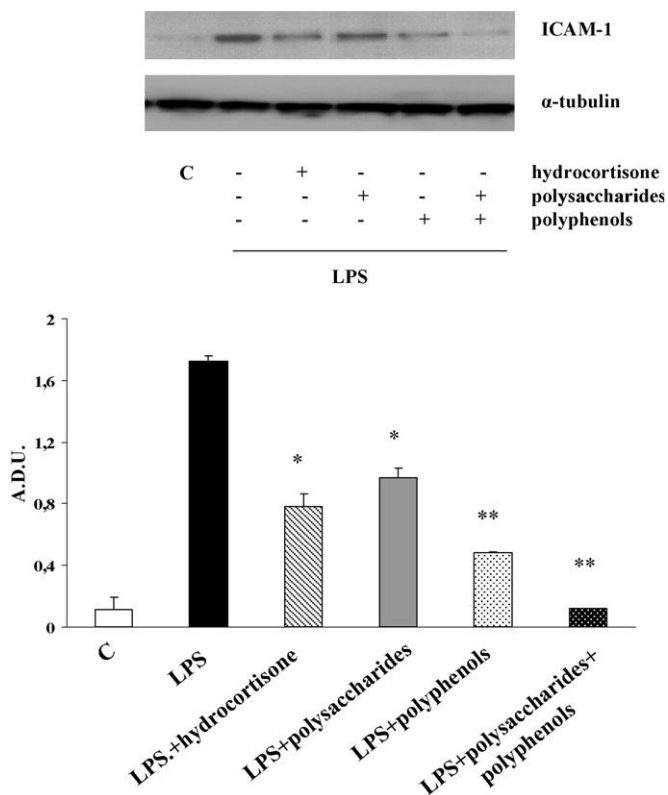 ICAM-1
α-tubulin
C - + - - - hydrocortisone
- - + - + polysaccharides
- - - + + polyphenols
LPS
2
1,6
1,2
0,8
0,4
0
A.D.U.
*
*
**
**
C
LPS
LPS.+hydrocortisone
LPS+polysaccharides
LPS+polyphenols
LPS+polysaccharides+
polyphenols